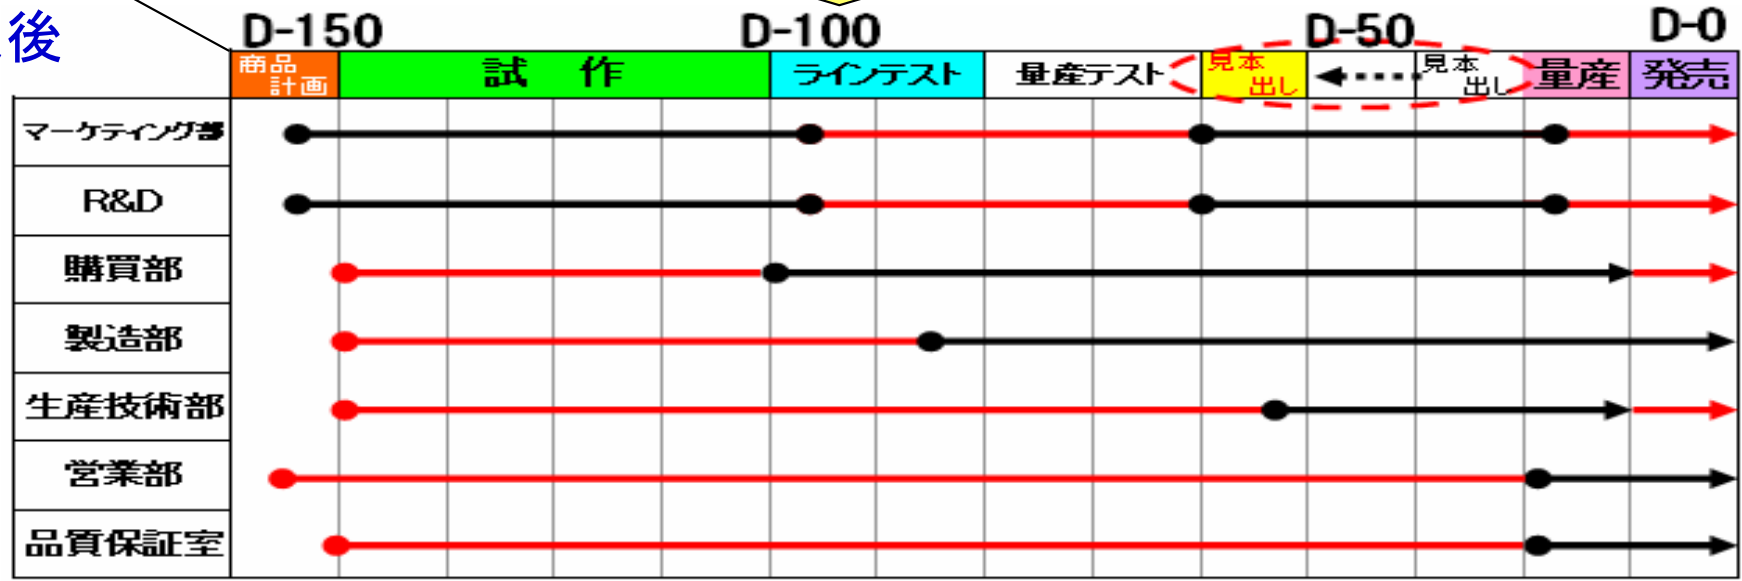 後
D-150 D-100 D-50 D-0
商品
計画
試作
ラインテスト
量産テスト
見本
出し
見本
出し
量産
発売
マーケティング部
R&D
購買部
製造部
生産技術部
営業部
品質保証室